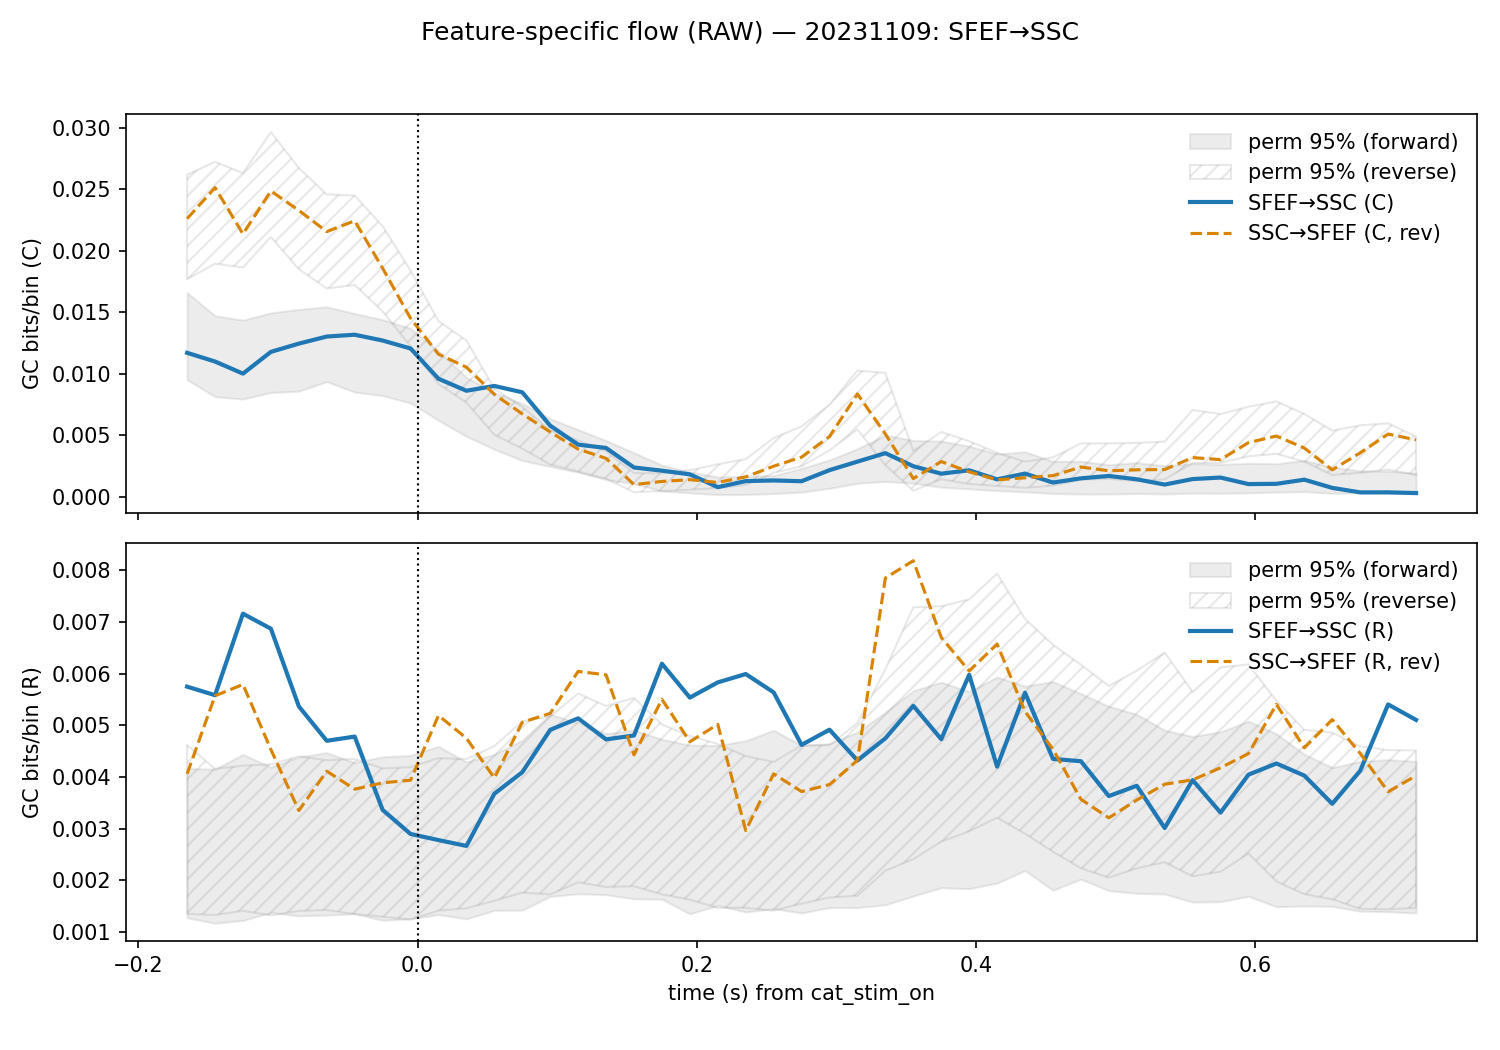 Feature-specific flow (RAW) — 20231109: SFEF→SSC
GC bits/bin (C)
0.030
0.025
0.020
0.015
0.010
0.005
0.000
perm 95% (forward)
perm 95% (reverse)
SFEF→SSC (C)
SSC→SFEF (C, rev)
GC bits/bin (R)
0.008
0.007
0.006
0.005
0.004
0.003
0.002
0.001
perm 95% (forward)
perm 95% (reverse)
SFEF→SSC (R)
SSC→SFEF (R, rev)
−0.2 0.0 0.2 0.4 0.6
time (s) from cat_stim_on